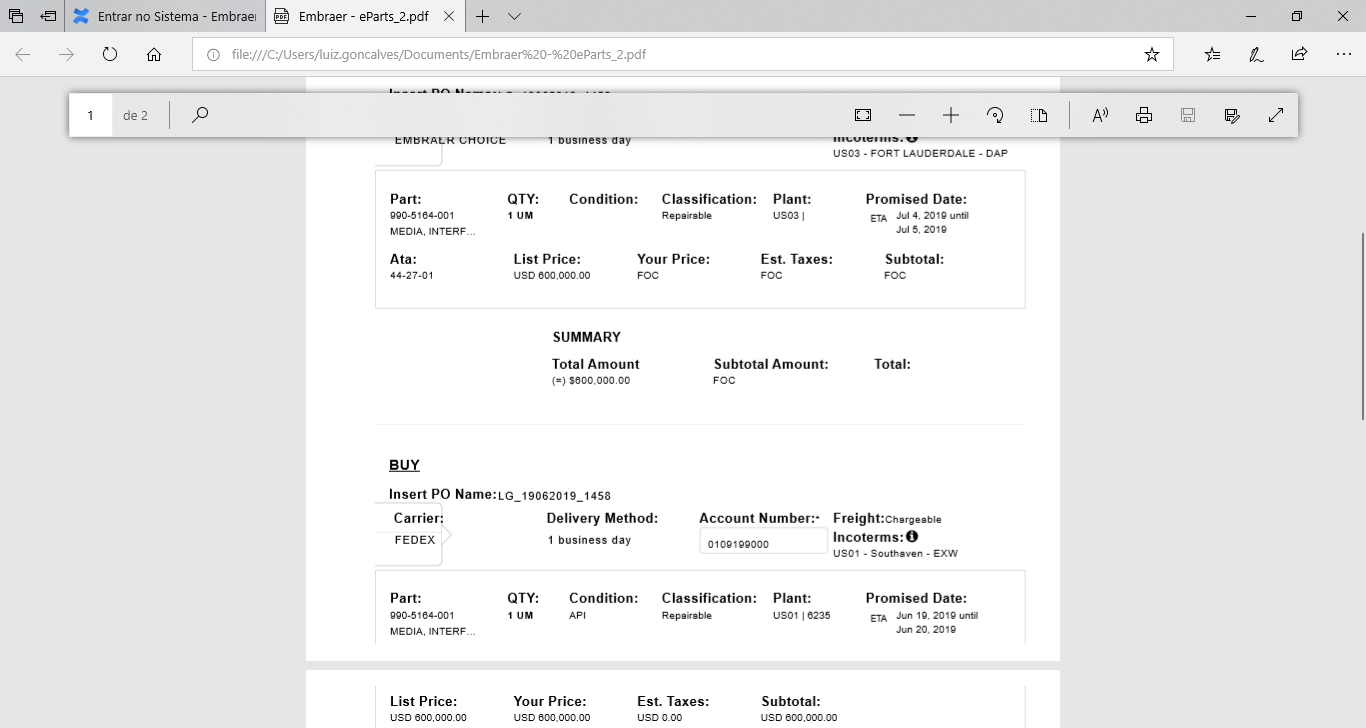 Entrar no Sistema - Embraer
Embraer - eParts_2.pdf
file:///C:/Users/luiz.goncalves/Documents/Embraer%20-%20eParts_2.pdf
Insert PO Name:LG_19062019_1458
1 de 2
EMBRAER CHOICE 1 business day
Incoterms:
US03 - FORT LAUDERDALE - DAP
Part: QTY: Condition: Classification: Plant: Promised Date:
990-5164-001 1 UM Repairable US03 | ETA Jul 4, 2019 until
MEDIA, INTERF... Jul 5, 2019
Ata: List Price: Your Price: Est. Taxes: Subtotal:
44-27-01 USD 600,000.00 FOC FOC FOC
SUMMARY
Total Amount Subtotal Amount: Total:
(=) $600,000.00 FOC
BUY
Insert PO Name:LG_19062019_1458
Carrier: Delivery Method: Account Number:* Freight:Chargeable
FEDEX 1 business day 0109199000 Incoterms:
US01 - Southaven - EXW
Part: QTY: Condition: Classification: Plant: Promised Date:
990-5164-001 1 UM API Repairable US01 | 6235 ETA Jun 19, 2019 until
MEDIA, INTERF... Jun 20, 2019
List Price: Your Price: Est. Taxes: Subtotal:
USD 600,000.00 USD 600,000.00 USD 0.00 USD 600,000.00